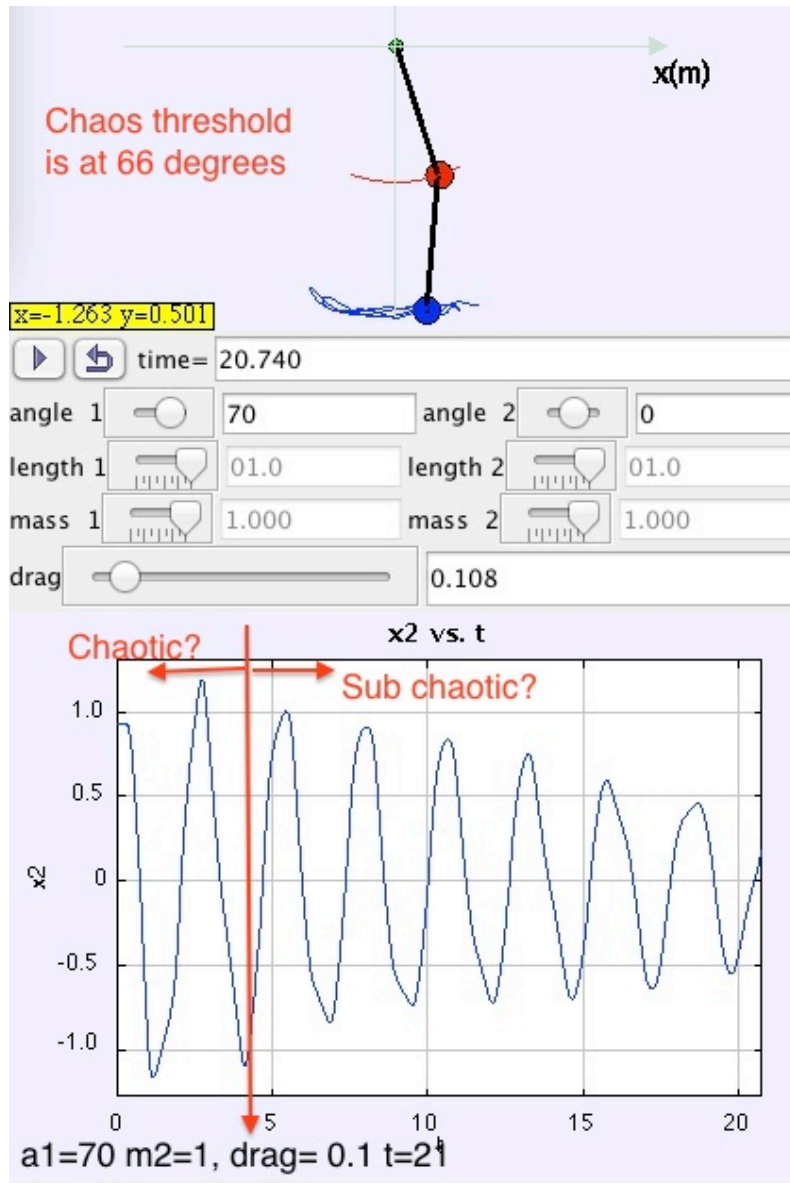 x(m)
Chaos threshold
is at 66 degrees
x=-1.263 y=0.501
time= 20.740
angle 1 70 angle 2 0
length 1 01.0 length 2 01.0
mass 1 1.000 mass 2 1.000
drag 0.108
x2 vs. t
Chaotic?
Sub chaotic?
1.0
0.5
0
-0.5
-1.0
x2
0 5 10 15 20
t
a1=70 m2=1, drag= 0.1 t=21